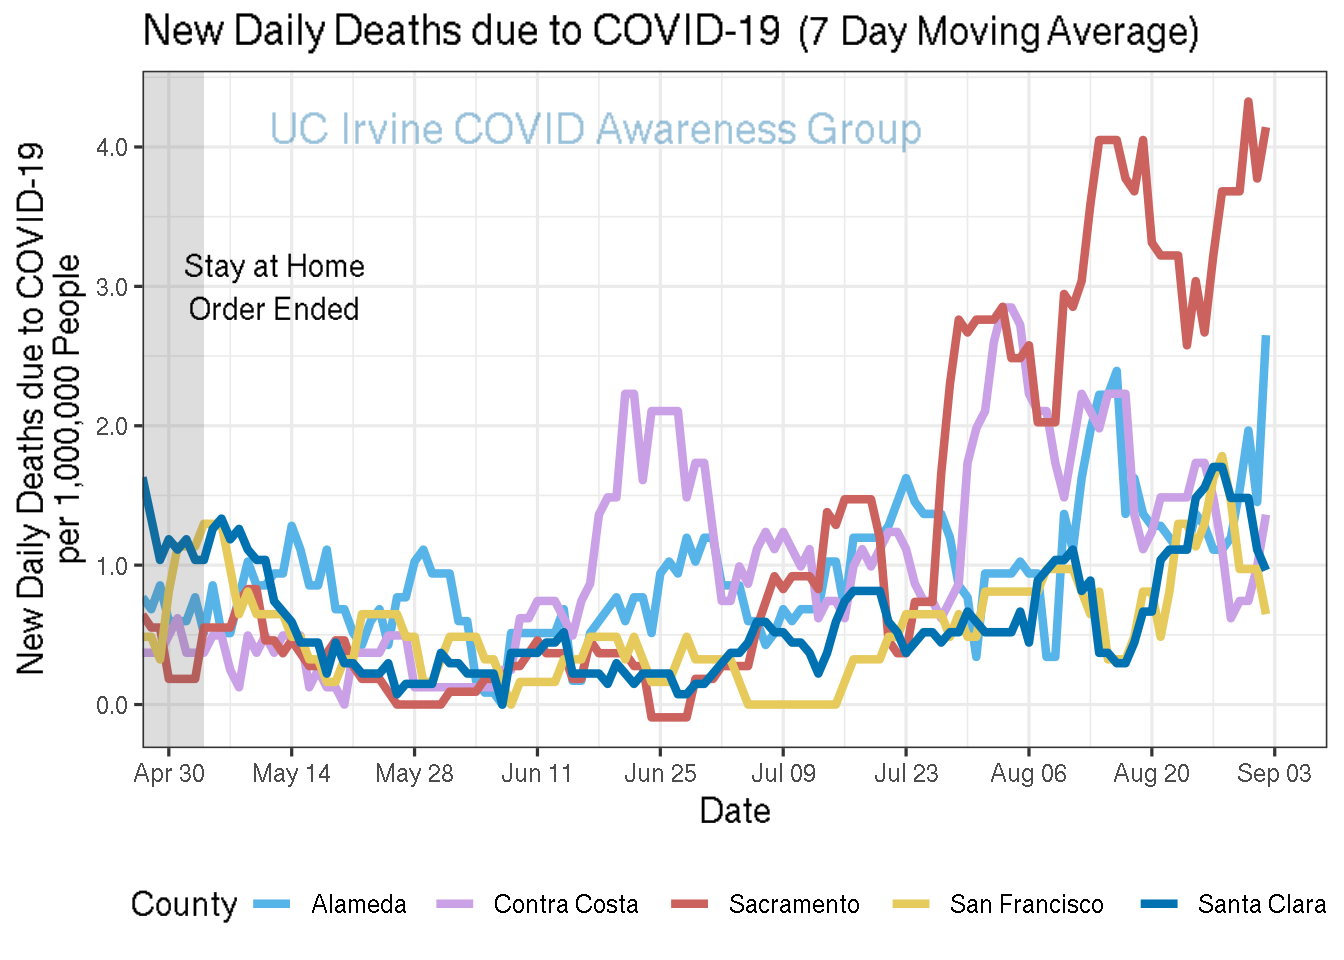 New Daily Deaths due to COVID-19 (7 Day Moving Average)
UC Irvine COVID Awareness Group
Stay at Home
Order Ended
New Daily Deaths due to COVID-19
per 1,000,000 People
4.0
3.0
2.0
1.0
0.0
Apr 30 May 14 May 28 Jun 11 Jun 25 Jul 09 Jul 23 Aug 06 Aug 20 Sep 03
Date
County Alameda Contra Costa Sacramento San Francisco Santa Clara